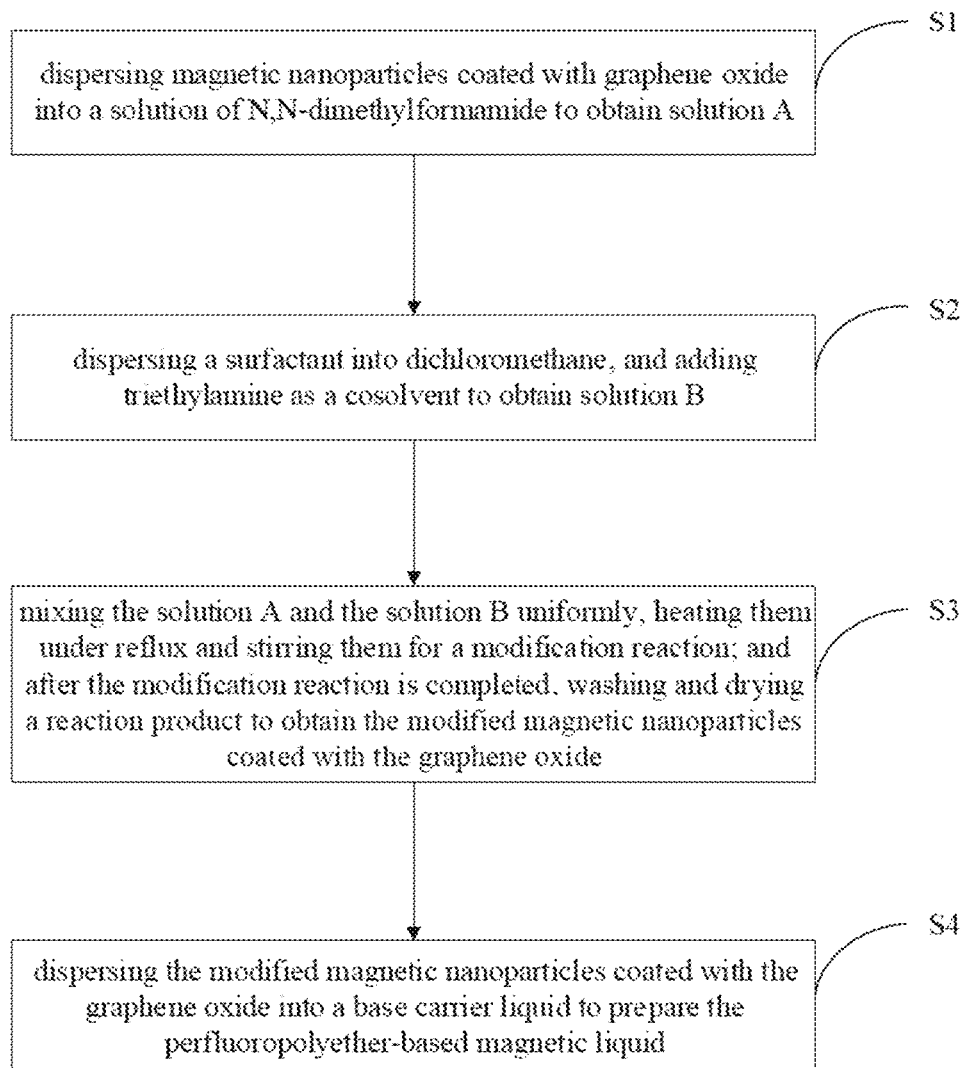 S1
dispersing magnetic nanoparticles coated with graphene oxide
into a solution of N,N-dimethylformamide to obtain solution A
S2
dispersing a surfactant into dichloromethane, and adding
triethylamine as a cosolvent to obtain solution B
S3
mixing the solution A and the solution B uniformly, heating them
under reflux and stirring them for a modification reaction; and
after the modification reaction is completed, washing and drying
a reaction product to obtain the modified magnetic nanoparticles
coated with the graphene oxide
S4
dispersing the modified magnetic nanoparticles coated with the
graphene oxide into a base carrier liquid to prepare the
perfluoropolyether-based magnetic liquid